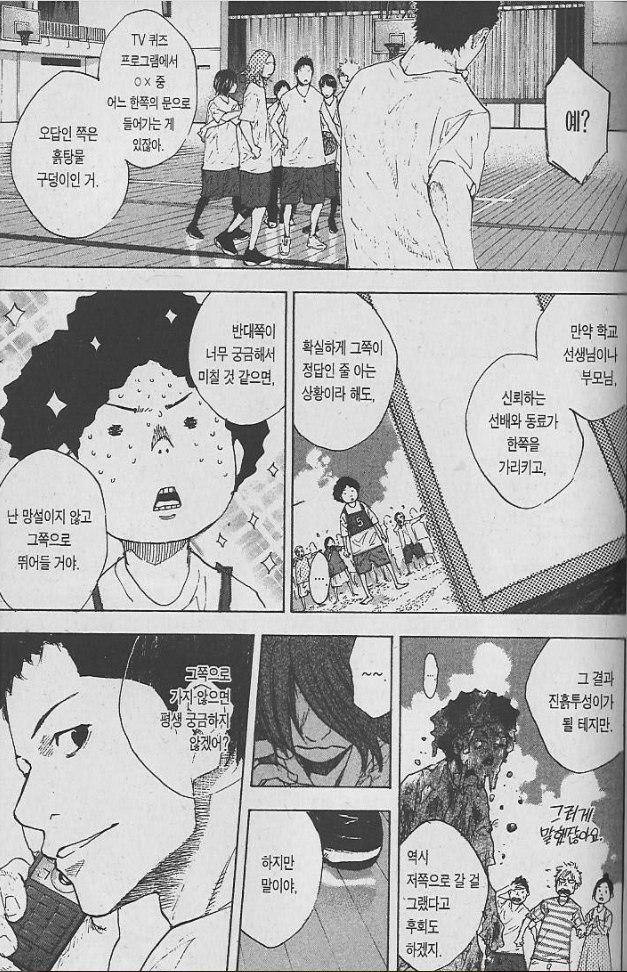 예?
TV 퀴즈
프로그램에서
○× 중
어느 한쪽의 문으로
들어가는 게
있잖아.
오답인 쪽은
흙탕물
구덩이인 거.
만약 학교
선생님이나
부모님,
신뢰하는
선배와 동료가
한쪽을
가리키고,
확실하게 그쪽이
정답인 줄 아는
상황이라 해도,
5
…
반대쪽이
너무 궁금해서
미칠 것 같으면,
난 망설이지 않고
그쪽으로
뛰어들 거야.
그 결과
진흙투성이가
될 테지만.
…
그러게
말했잖아요.
역시
저쪽으로 갈 걸
그랬다고
후회도
하겠지.
~~.
하지만
말이야,
그쪽으로
가지 않으면
평생 궁금하지
않겠어?